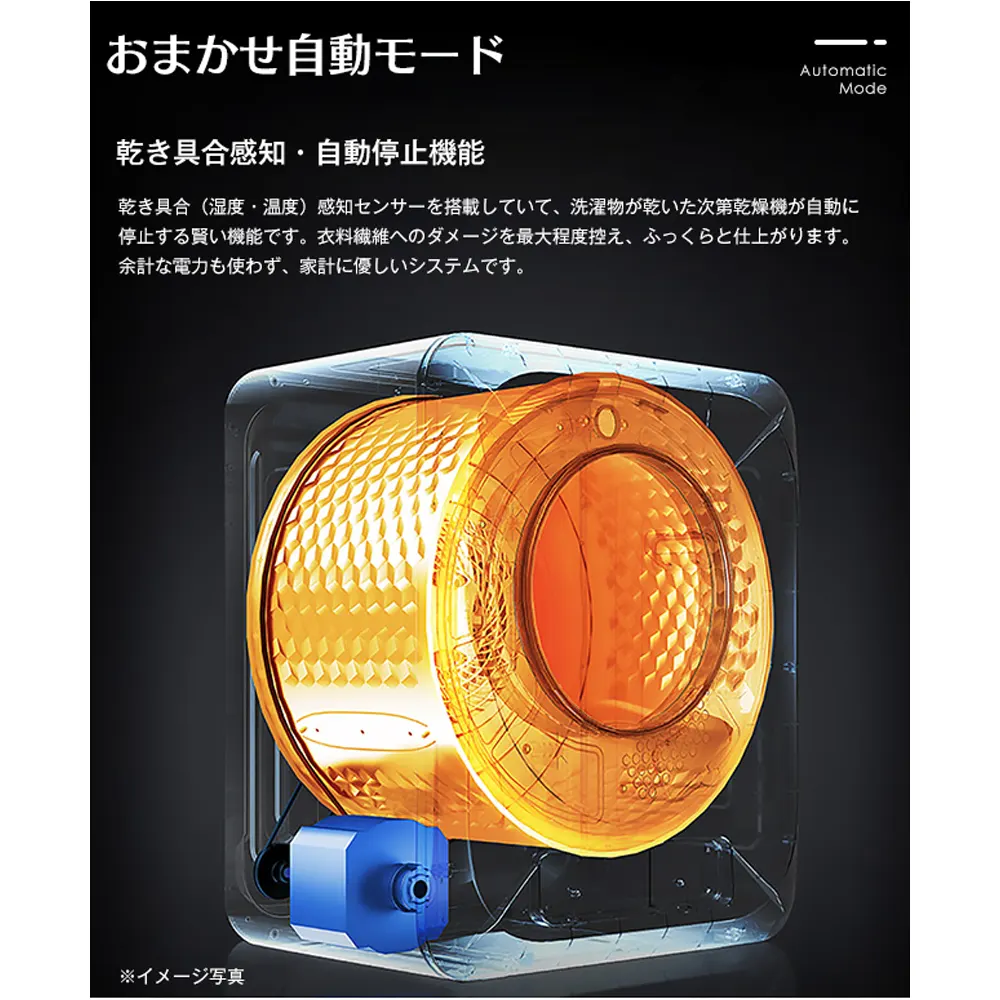 おまかせ自動モード
Automatic
Mode
乾き具合感知・自動停止機能
乾き具合（湿度・温度）感知センサーを搭載していて、洗濯物が乾いた次第乾燥機が自動に
停止する賢い機能です。衣料繊維へのダメージを最大程度控え、ふっくらと仕上がります。
余計な電力も使わず、家計に優しいシステムです。
※イメージ写真